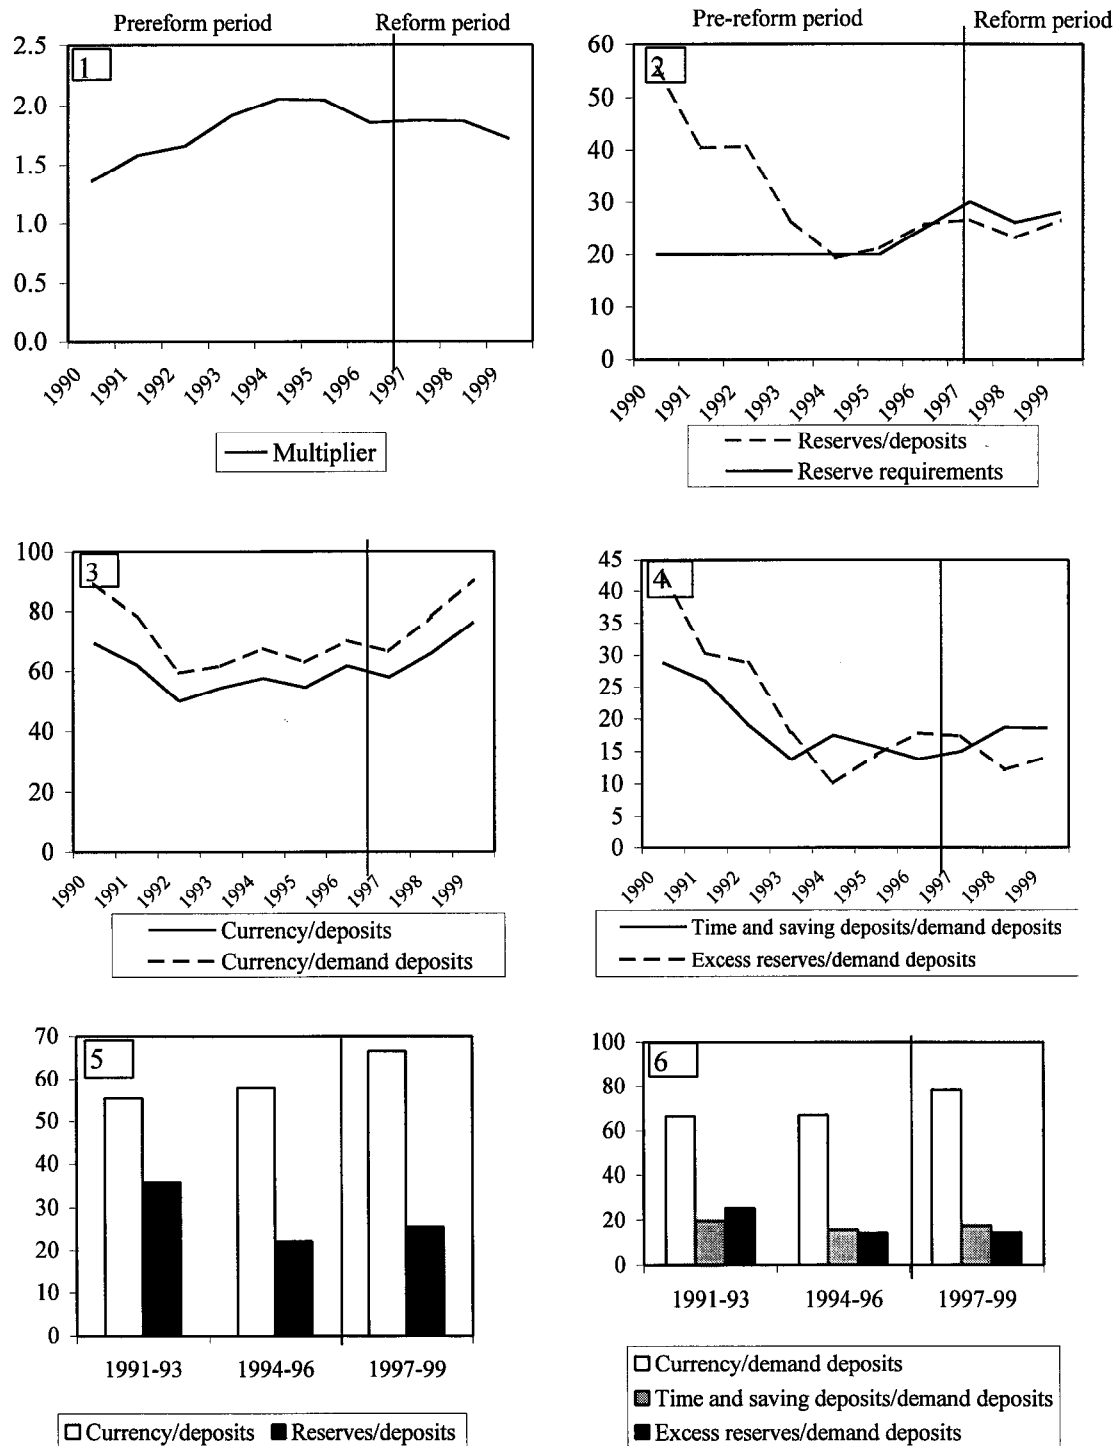 Prereform period Reform period
1
2.5
2.0
1.5
1.0
0.5
0.0
1990 1991 1992 1993 1994 1995 1996 1997 1998 1999
Multiplier
Pre-reform period Reform period
2
60
50
40
30
20
10
0
1990 1991 1992 1993 1994 1995 1996 1997 1998 1999
Reserves/deposits
Reserve requirements
3
100
80
60
40
20
0
1990 1991 1992 1993 1994 1995 1996 1997 1998 1999
Currency/deposits
Currency/demand deposits
4
45
40
35
30
25
20
15
10
5
0
1990 1991 1992 1993 1994 1995 1996 1997 1998 1999
Time and saving deposits/demand deposits
Excess reserves/demand deposits
5
70
60
50
40
30
20
10
0
1991-93 1994-96 1997-99
Currency/deposits Reserves/deposits
6
100
80
60
40
20
0
1991-93 1994-96 1997-99
Currency/demand deposits
Time and saving deposits/demand deposits
Excess reserves/demand deposits